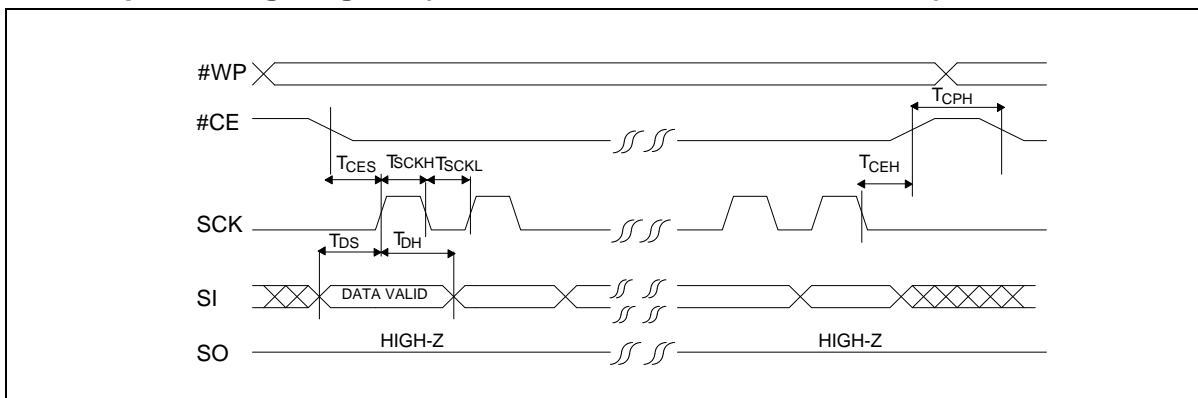 #WP
TCPH
#CE
TCES TSCKH TSCKL
TCEH
SCK
TDS TDH
SI DATA VALID
HIGH-Z HIGH-Z
SO